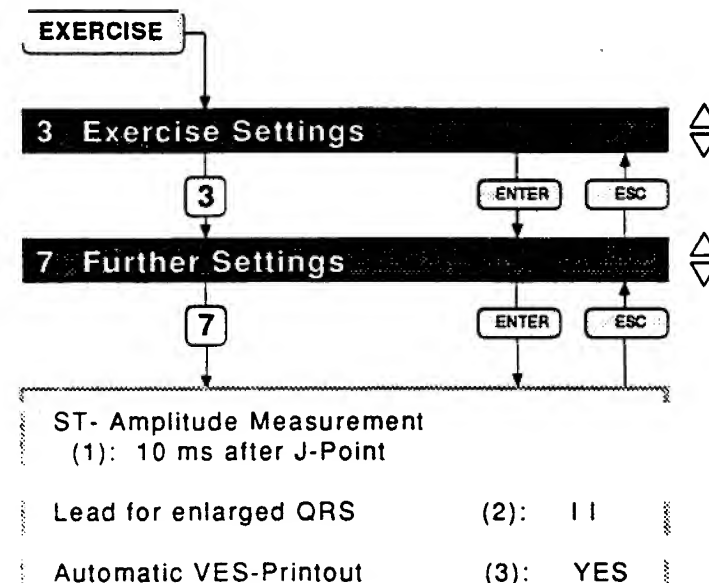 EXERCISE
3 Exercise Settings
3 ENTER ESC
7 Further Settings
7 ENTER ESC
ST- Amplitude Measurement
(1): 10 ms after J-Point
Lead for enlarged QRS (2): I I
Automatic VES-Printout (3): YES